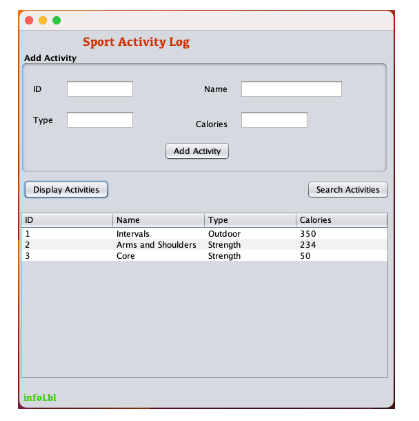 Sport Activity Log
Add Activity
ID Name
Type Calories
Add Activity
Display Activities Search Activities
ID Name Type Calories
1 Intervals Outdoor 350
2 Arms and Shoulders Strength 234
3 Core Strength 50
infoLbl